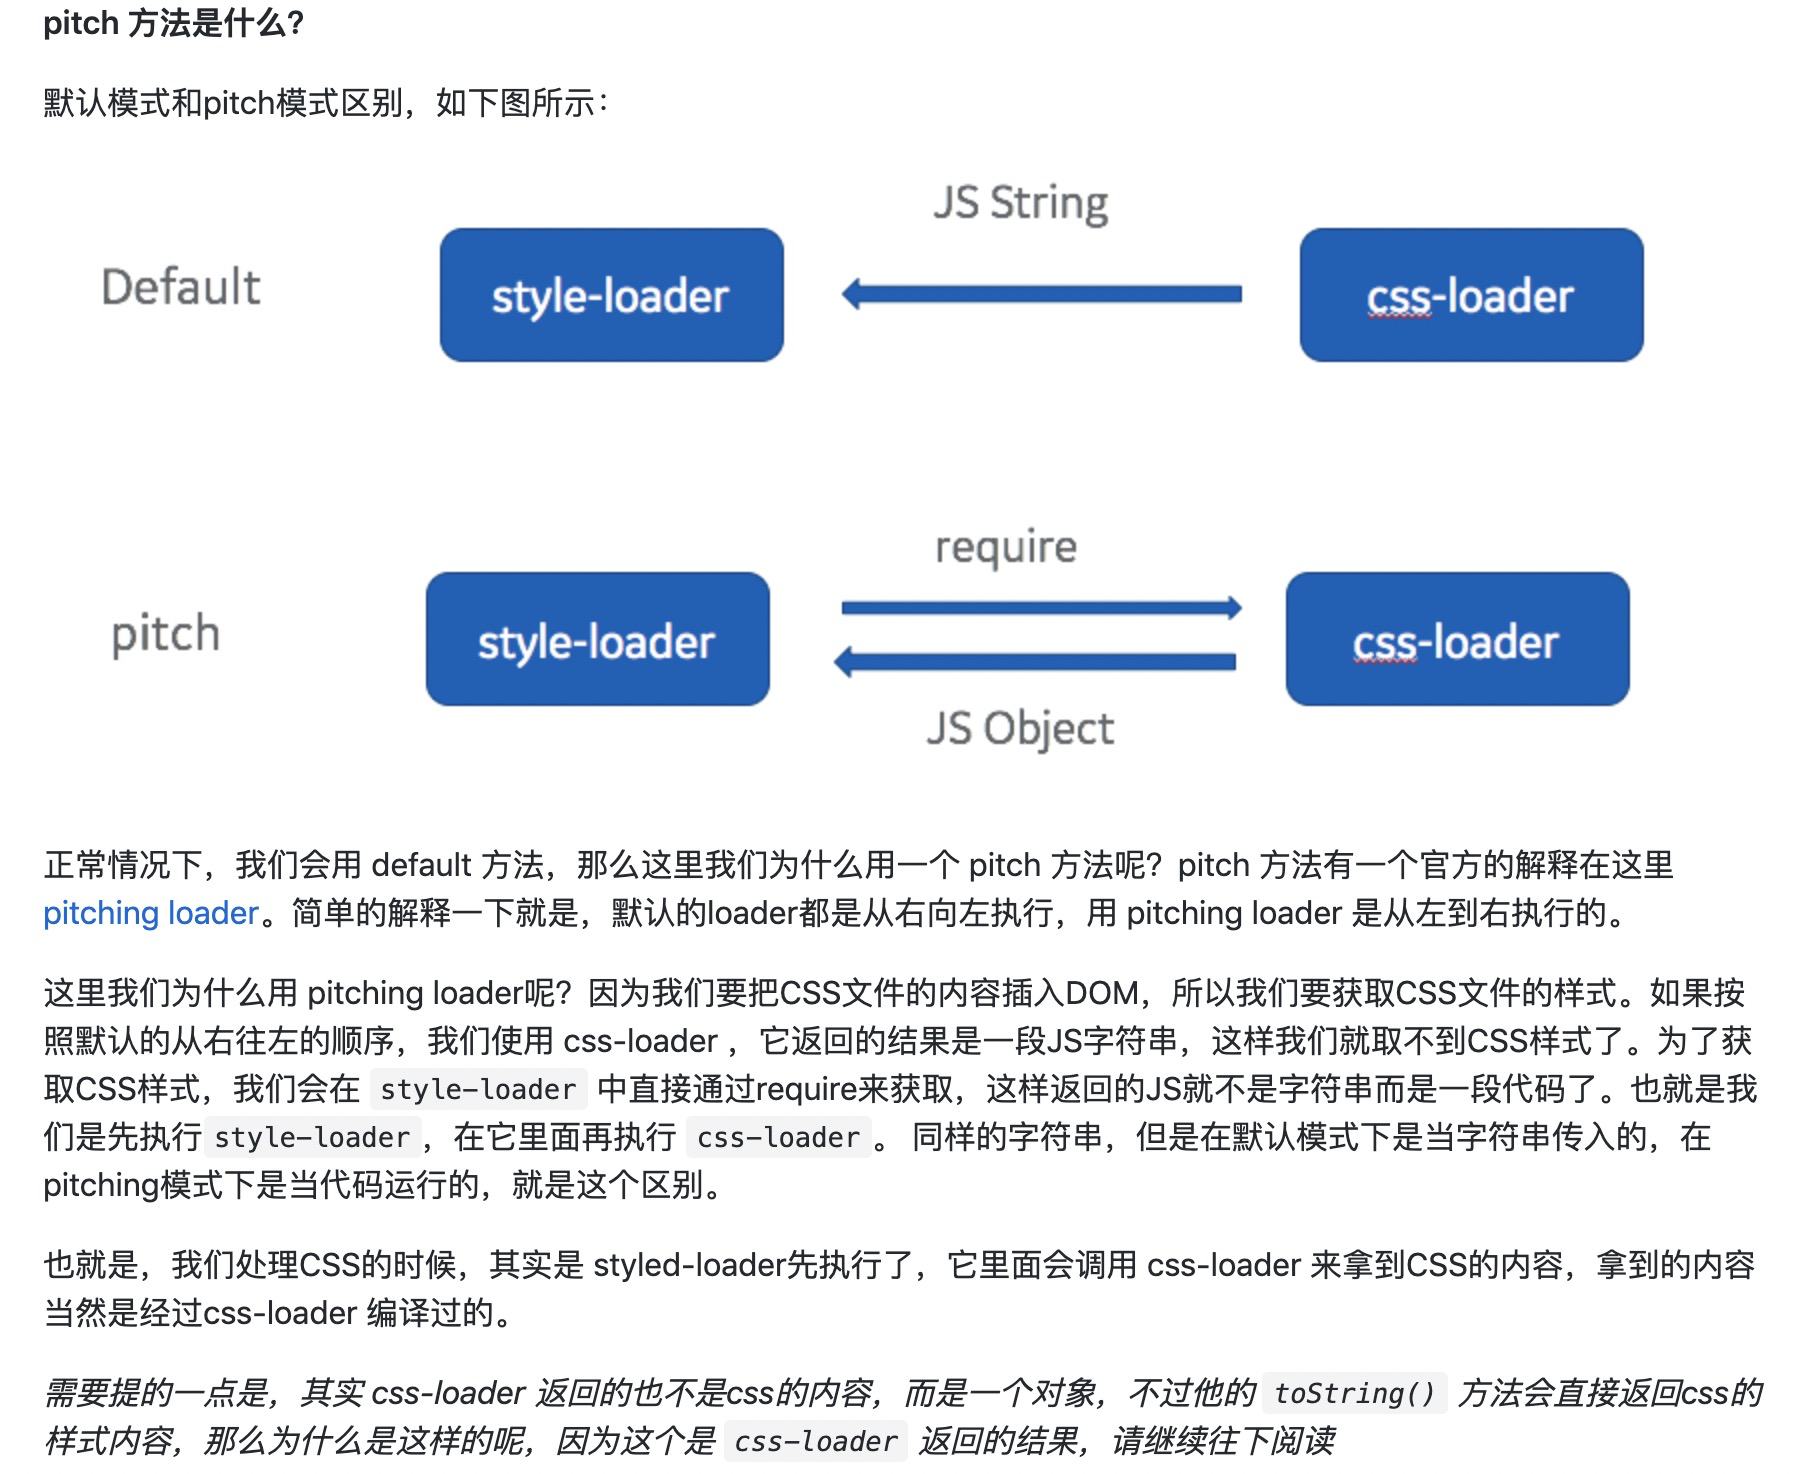 pitch 方法是什么?
默认模式和pitch模式区别，如下图所示：
JS String
Default
style-loader
css-loader
require
pitch
style-loader
css-loader
JS Object
正常情况下，我们会用 default 方法，那么这里我们为什么用一个 pitch 方法呢？pitch 方法有一个官方的解释在这里
pitching loader。简单的解释一下就是，默认的loader都是从右向左执行，用 pitching loader 是从左到右执行的。
这里我们为什么用 pitching loader呢？因为我们要把CSS文件的内容插入DOM，所以我们要获取CSS文件的样式。如果按
照默认的从右往左的顺序，我们使用 css-loader ，它返回的结果是一段JS字符串，这样我们就取不到CSS样式了。为了获
取CSS样式，我们会在 style-loader 中直接通过require来获取，这样返回的JS就不是字符串而是一段代码了。也就是我
们是先执行 style-loader，在它里面再执行 css-loader。 同样的字符串，但是在默认模式下是当字符串传入的，在
pitching模式下是当代码运行的，就是这个区别。
也就是，我们处理CSS的时候，其实是 styled-loader先执行了，它里面会调用 css-loader 来拿到CSS的内容，拿到的内容
当然是经过css-loader 编译过的。
需要提的一点是，其实 css-loader 返回的也不是css的内容，而是一个对象，不过他的 toString() 方法会直接返回css的
样式内容，那么为什么是这样的呢，因为这个是 css-loader 返回的结果，请继续往下阅读